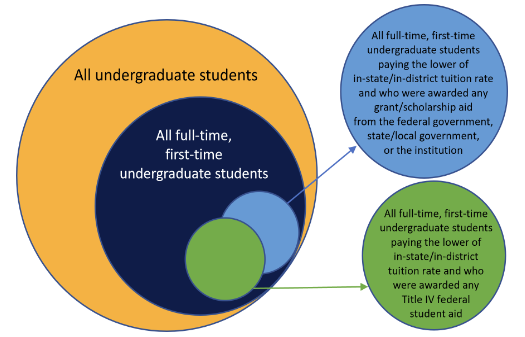 All undergraduate students
All full-time,
first-time
undergraduate students
All full-time, first-time
undergraduate students
paying the lower of
in-state/in-district tuition rate
and who were awarded any
grant/scholarship aid
from the federal government,
state/local government,
or the institution
All full-time, first-time
undergraduate students
paying the lower of
in-state/in-district
tuition rate and who
were awarded any
Title IV federal
student aid